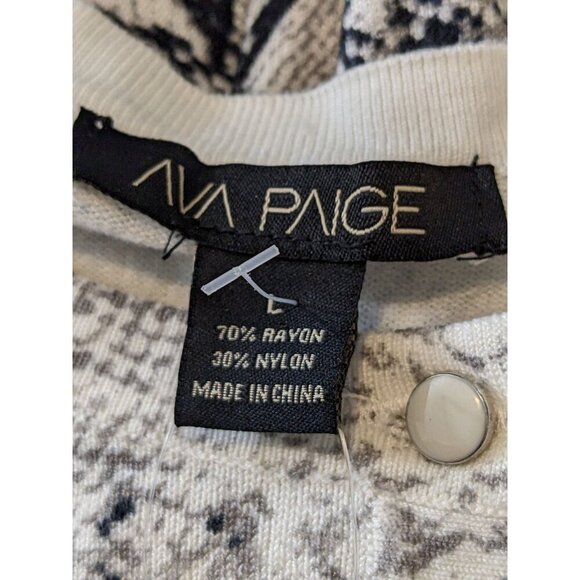 AVA PAIGE
L
70% RAYON
30% NYLON
MADE IN CHINA